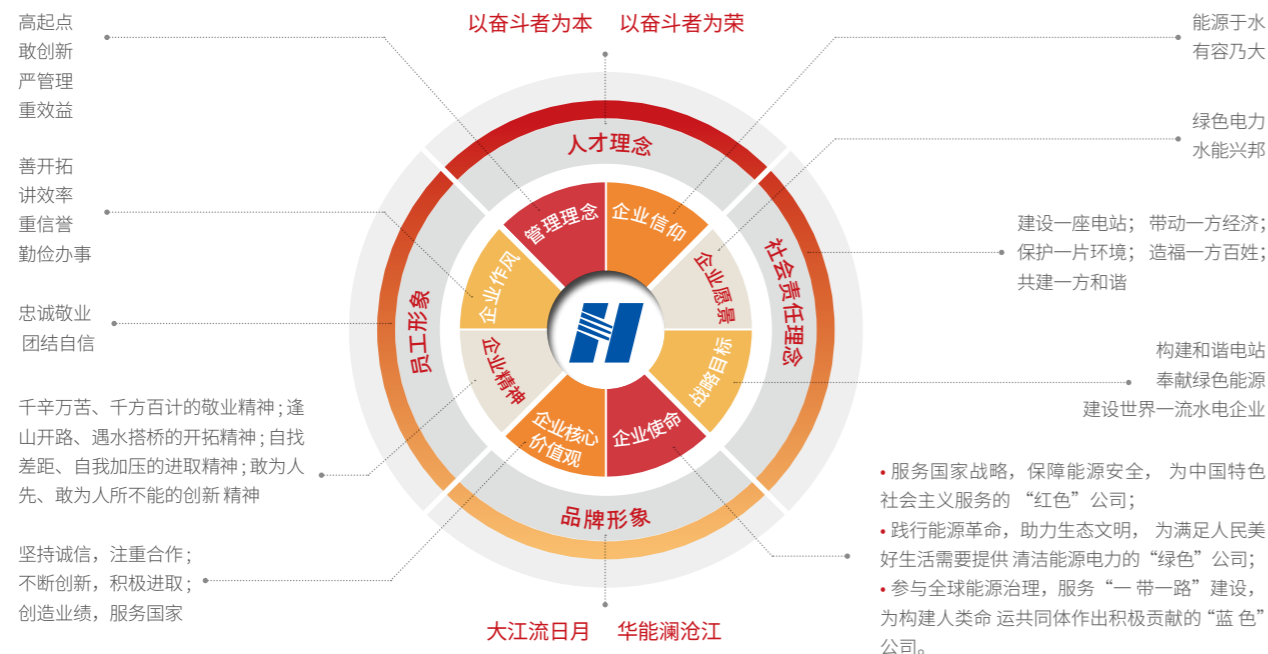 以奋斗者为本 以奋斗者为荣
高起点
敢创新
严管理
重效益
善开拓
讲效率
重信誉
勤俭办事
忠诚敬业
团结自信
千辛万苦、千方百计的敬业精神；逢
山开路、遇水搭桥的开拓精神；自找
差距、自我加压的进取精神；敢为人
先、敢为人所不能的创新 精神
坚持诚信，注重合作；
不断创新，积极进取；
创造业绩，服务国家
人才理念
社会责任理念
品牌形象
员工形象
管理理念
企业信仰
企业愿景
战略目标
企业使命
企业核心
价值观
企业精神
企业作风
能源于水
有容乃大
绿色电力
水能兴邦
建设一座电站； 带动一方经济；
保护一片环境； 造福一方百姓；
共建一方和谐
构建和谐电站
奉献绿色能源
建设世界一流水电企业
• 服务国家战略，保障能源安全， 为中国特色
社会主义服务的 “红色”公司；
• 践行能源革命，助力生态文明， 为满足人民美
好生活需要提供 清洁能源电力的“绿色”公司；
• 参与全球能源治理，服务“一 带一路”建设，
为构建人类命 运共同体作出积极贡献的“蓝 色”
公司。
大江流日月 华能澜沧江